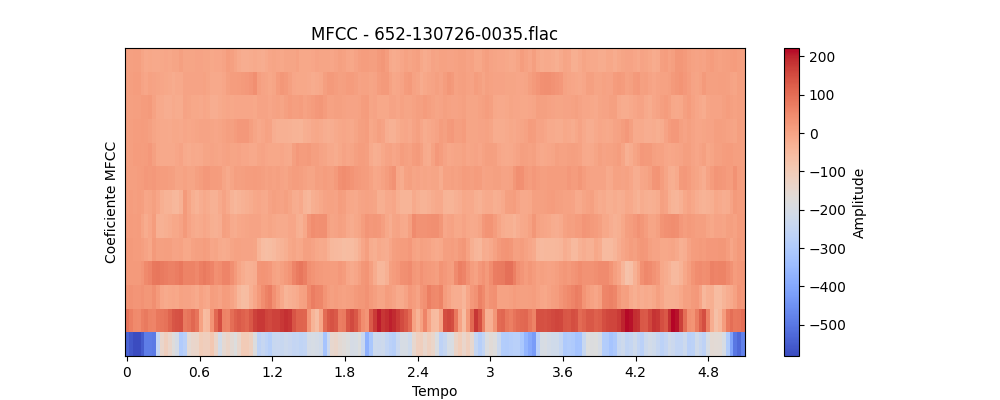 MFCC - 652-130726-0035.flac
Coeficiente MFCC
0 0.6 1.2 1.8 2.4 3 3.6 4.2 4.8
Tempo
200
100
0
−100
−200
−300
−400
−500
Amplitude